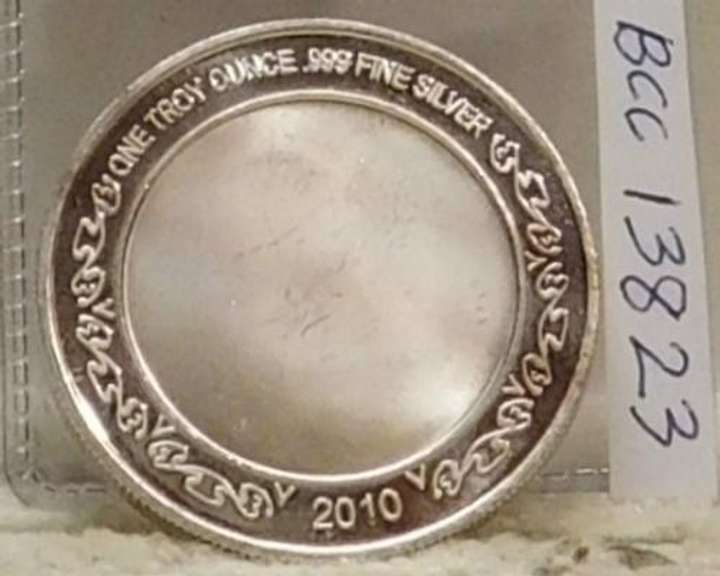 ONE TROY OUNCE .999 FINE SILVER
2010
BCC 13823